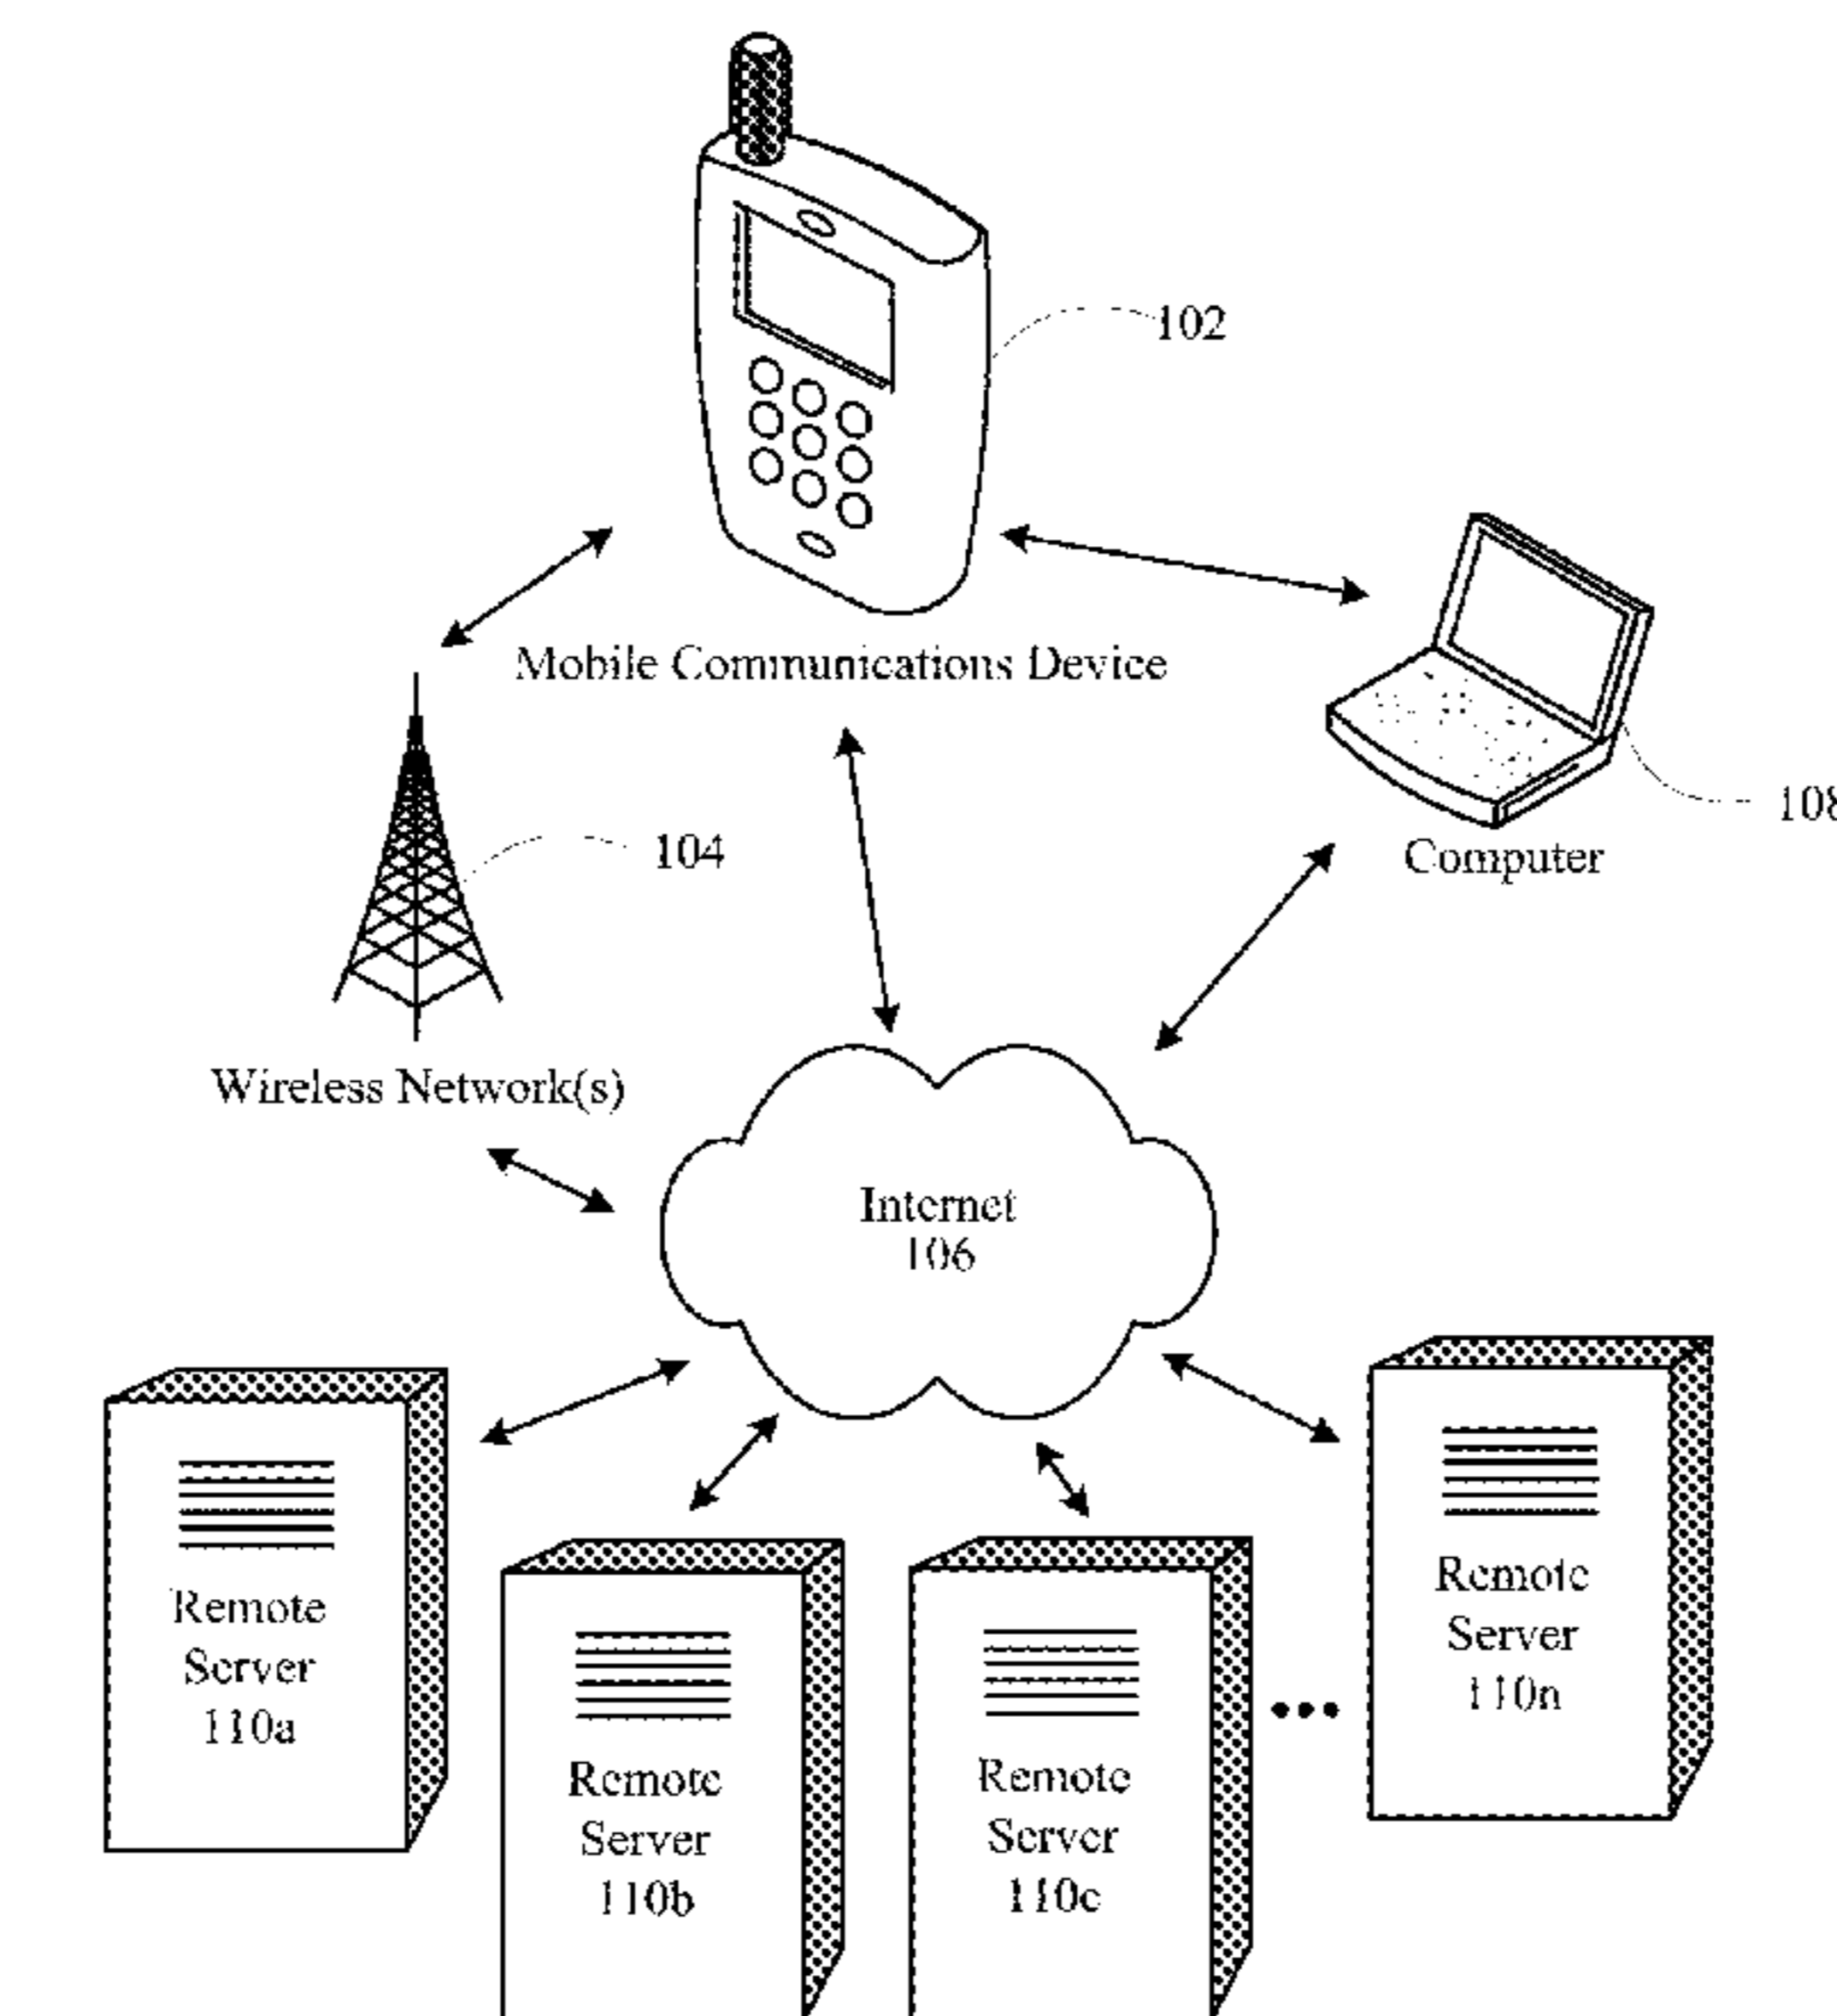 102
Mobile Communications Device
108
Computer
104
Wireless Network(s)
Internet
106
Remote
Server
110a
Remote
Server
110b
Remote
Server
110c
Remote
Server
110n